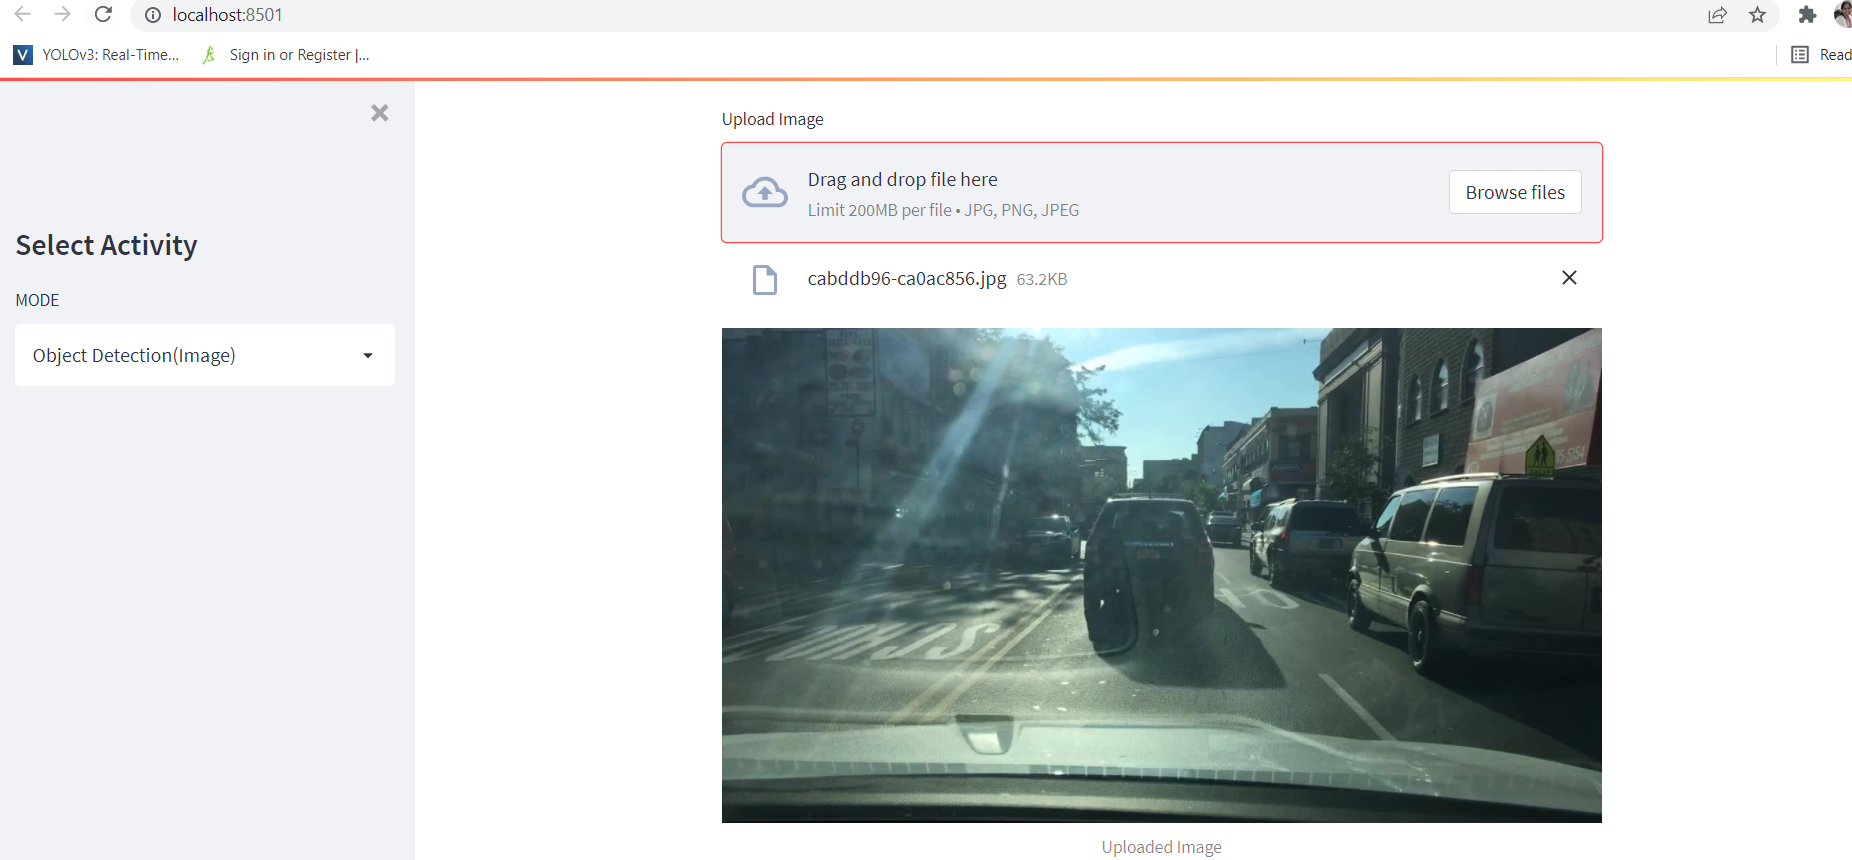 localhost:8501
YOLOv3: Real-Time...
Sign in or Register |...
Read
Upload Image
Drag and drop file here
Limit 200MB per file • JPG, PNG, JPEG
Browse files
cabddb96-ca0ac856.jpg 63.2KB
Select Activity
MODE
Object Detection(Image)
SCHOOL
Uploaded Image